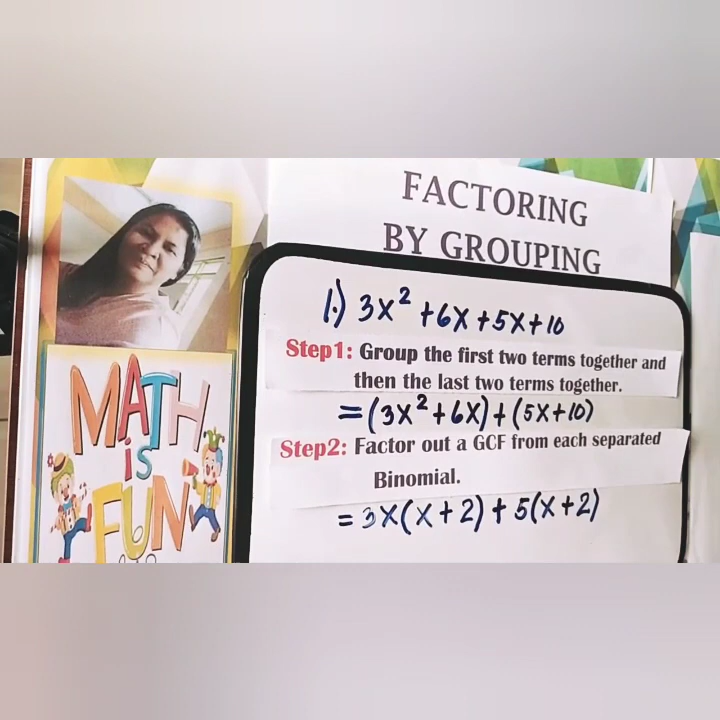 FACTORING
BY GROUPING
1.) 3x² + 6x + 5x + 10
Step1: Group the first two terms together and
then the last two terms together.
= (3x² + 6x) + (5x + 10)
Step2: Factor out a GCF from each separated
Binomial.
= 3x(x + 2) + 5(x + 2)
MATH
is
FUN